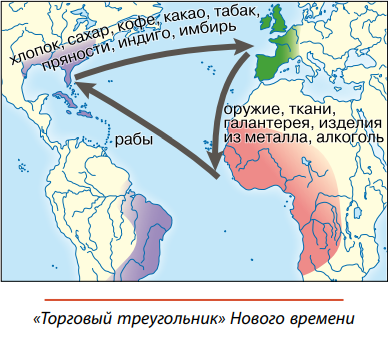 хлопок, сахар, кофе, какао, табак,
пряности, индиго, имбирь
оружие, ткани,
галантерея, изделия
из металла, алкоголь
рабы
«Торговый треугольник» Нового времени